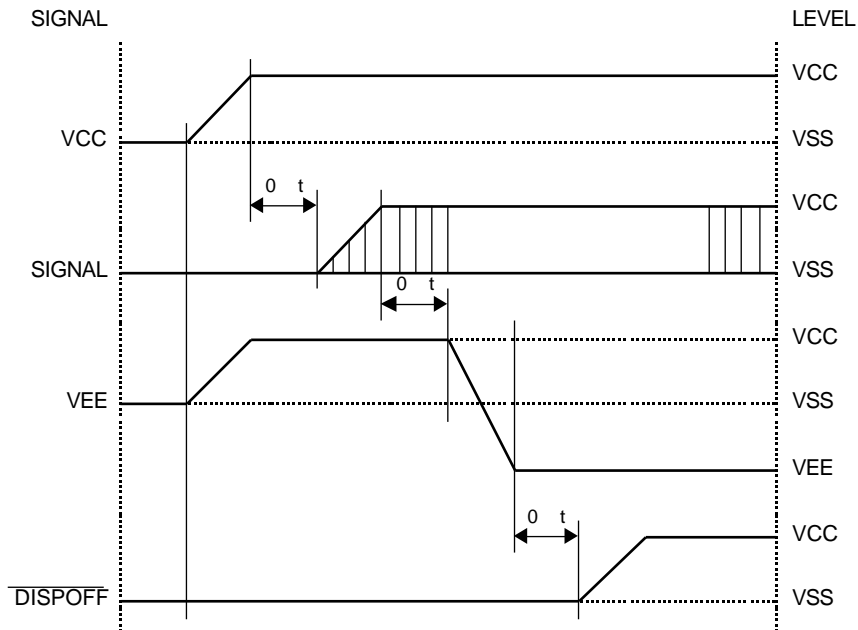 SIGNAL LEVEL
VCC
VCC VSS
0 t VCC
SIGNAL VSS
0 t
VCC
VEE VSS
VEE
0 t VCC
DISPOFF VSS